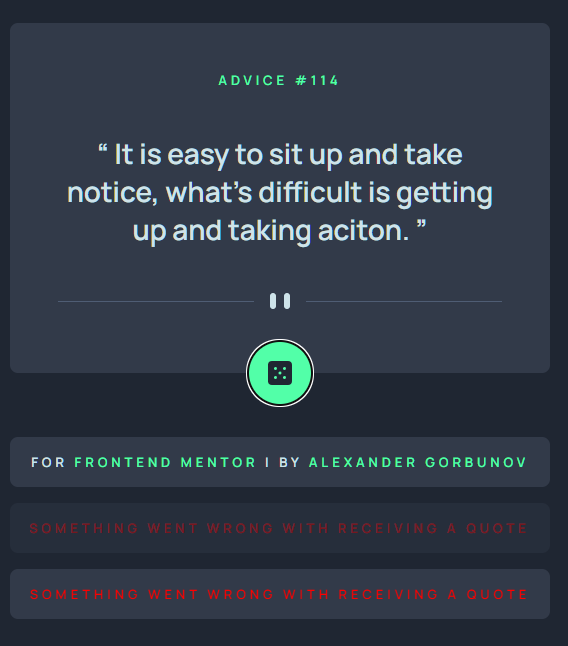 ADVICE #114
“ It is easy to sit up and take
notice, what’s difficult is getting
up and taking aciton. ”
FOR FRONTEND MENTOR | BY ALEXANDER GORBUNOV
SOMETHING WENT WRONG WITH RECEIVING A QUOTE
SOMETHING WENT WRONG WITH RECEIVING A QUOTE